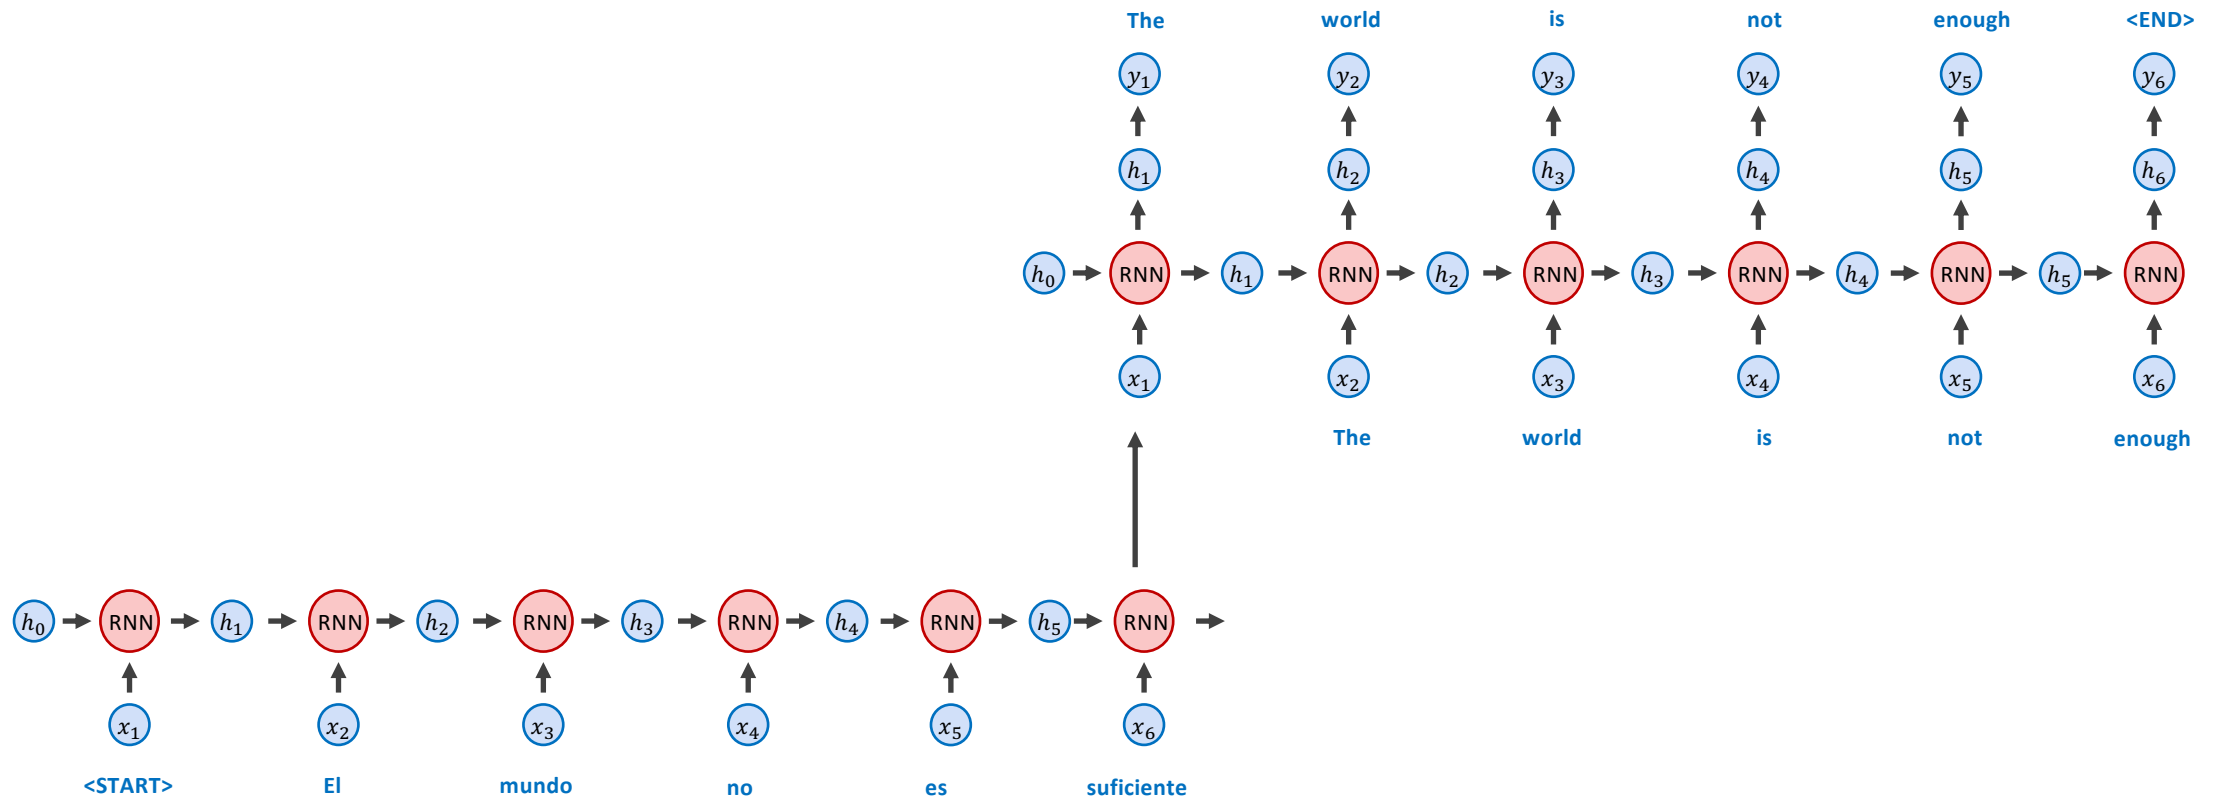 The world is not enough <END>
y₁ y₂ y₃ y₄ y₅ y₆
h₁ h₂ h₃ h₄ h₅ h₆
h₀ RNN h₁ RNN h₂ RNN h₃ RNN h₄ RNN h₅ RNN
x₁ x₂ x₃ x₄ x₅ x₆
The world is not enough
h₀ RNN h₁ RNN h₂ RNN h₃ RNN h₄ RNN h₅ RNN
x₁ x₂ x₃ x₄ x₅ x₆
<START> El mundo no es suficiente